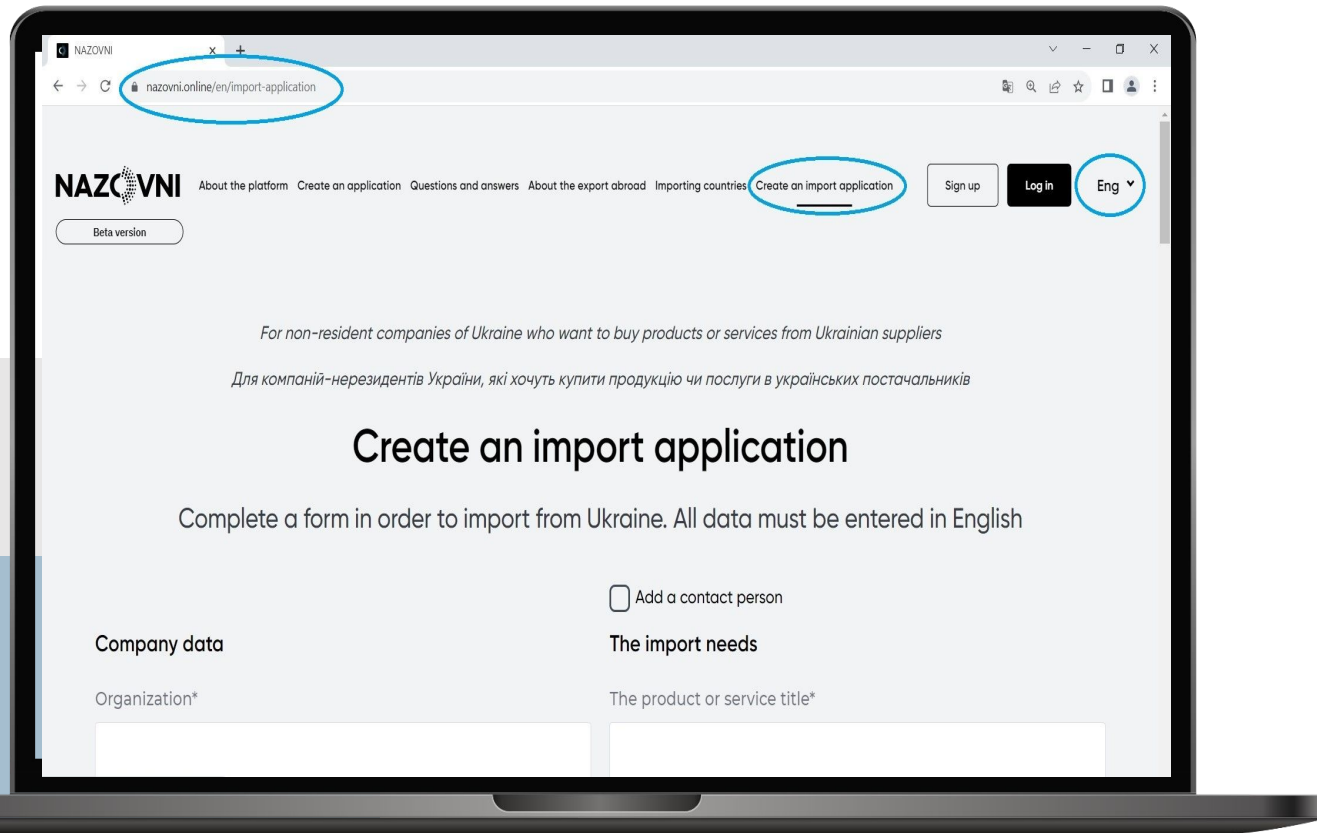 NAZOVNI
nazovni.online/en/import-application
NAZOVNI
About the platform Create an application Questions and answers About the export abroad Importing countries Create an import application Sign up Log in Eng
Beta version
For non-resident companies of Ukraine who want to buy products or services from Ukrainian suppliers
Для компаній-нерезидентів України, які хочуть купити продукцію чи послуги в українських постачальників
Create an import application
Complete a form in order to import from Ukraine. All data must be entered in English
Add a contact person
Company data
The import needs
Organization*
The product or service title*